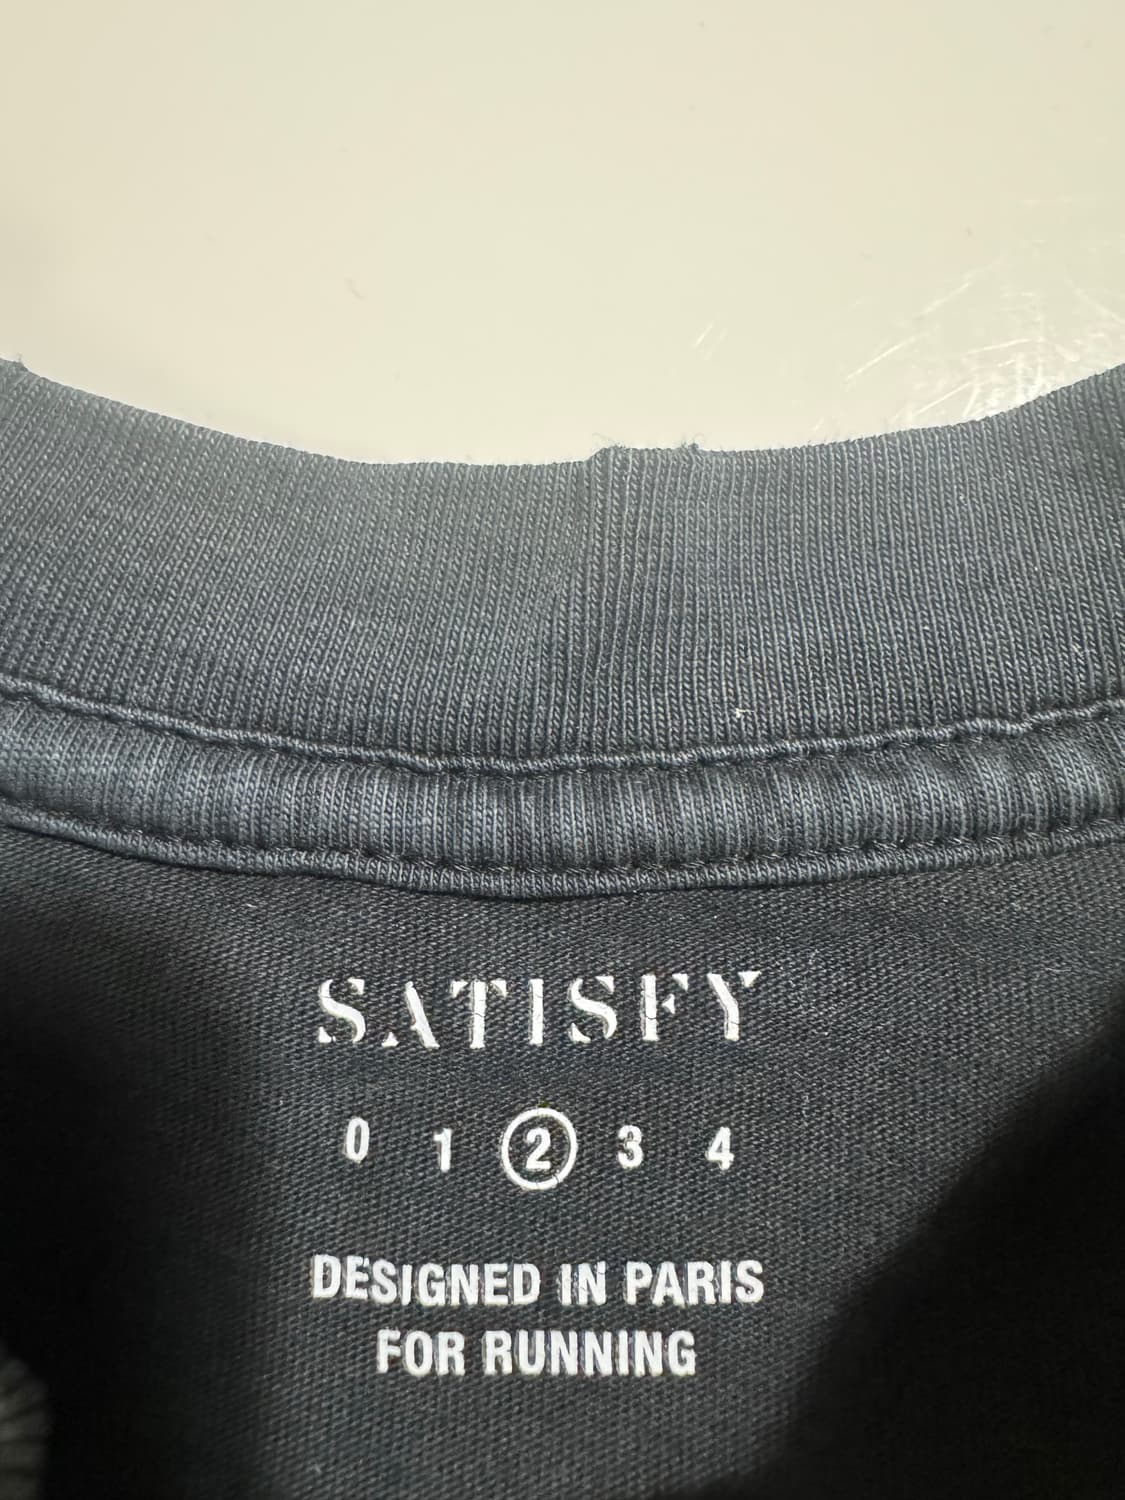 SATISFY
0 1 2 3 4
DESIGNED IN PARIS
FOR RUNNING